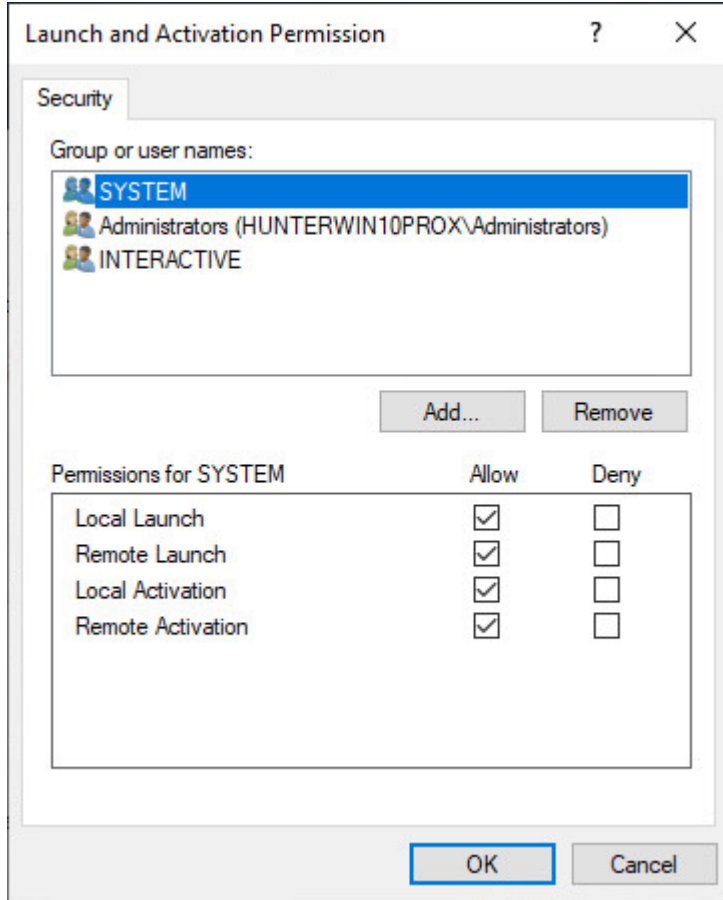 Launch and Activation Permission
?
Security
Group or user names:
SYSTEM
Administrators (HUNTERWIN10PROX\Administrators)
INTERACTIVE
Add... Remove
Permissions for SYSTEM Allow Deny
Local Launch
Remote Launch
Local Activation
Remote Activation
OK Cancel